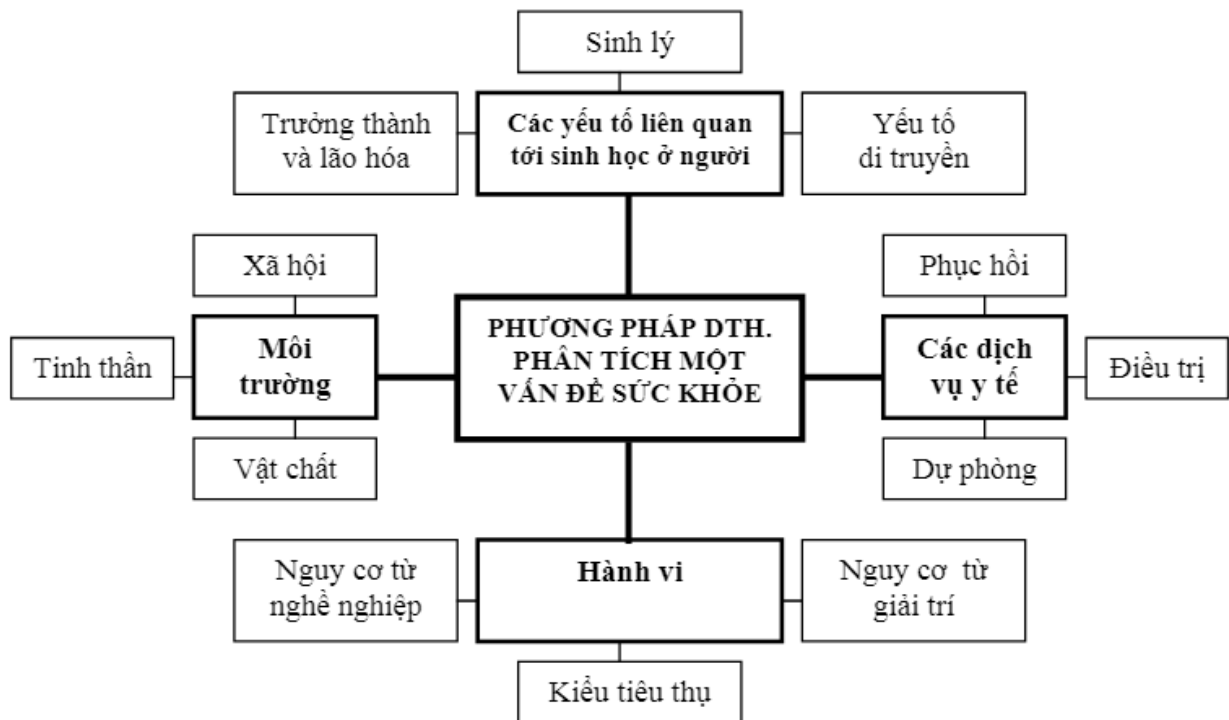 Sinh lý
Trưởng thành
và lão hóa
Các yếu tố liên quan
tới sinh học ở người
Yếu tố
di truyền
Xã hội
Phục hồi
Tinh thần
Môi
trường
PHƯƠNG PHÁP DTH.
PHÂN TÍCH MỘT
VẤN ĐỀ SỨC KHỎE
Các dịch
vụ y tế
Điều trị
Vật chất
Dự phòng
Nguy cơ từ
nghề nghiệp
Hành vi
Nguy cơ từ
giải trí
Kiểu tiêu thụ